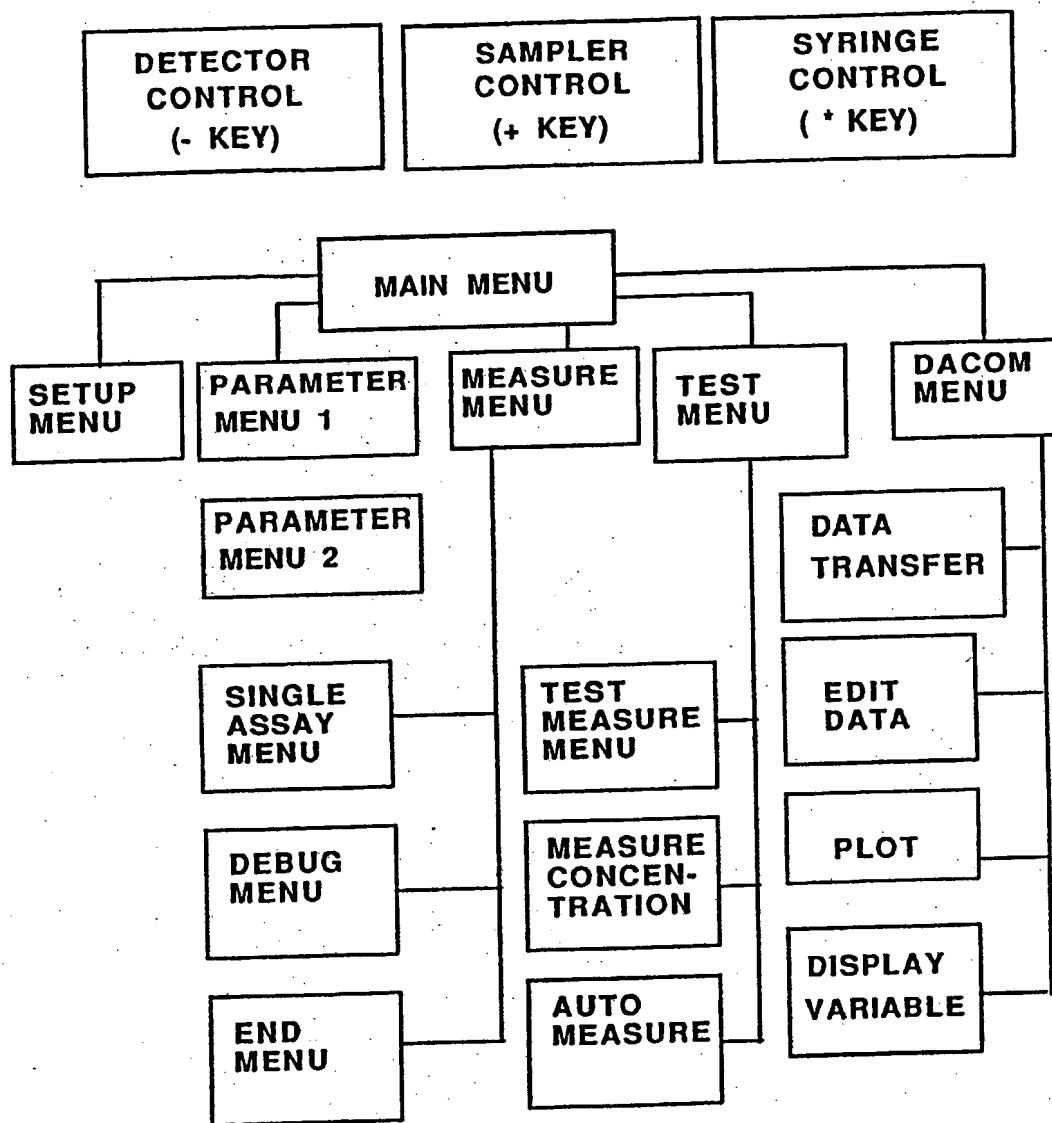 DETECTOR
CONTROL
(- KEY)
SAMPLER
CONTROL
(+ KEY)
SYRINGE
CONTROL
( * KEY)
MAIN MENU
SETUP
MENU
PARAMETER
MENU 1
MEASURE
MENU
TEST
MENU
DACOM
MENU
PARAMETER
MENU 2
DATA
TRANSFER
SINGLE
ASSAY
MENU
TEST
MEASURE
MENU
EDIT
DATA
DEBUG
MENU
MEASURE
CONCEN-
TRATION
PLOT
END
MENU
AUTO
MEASURE
DISPLAY
VARIABLE